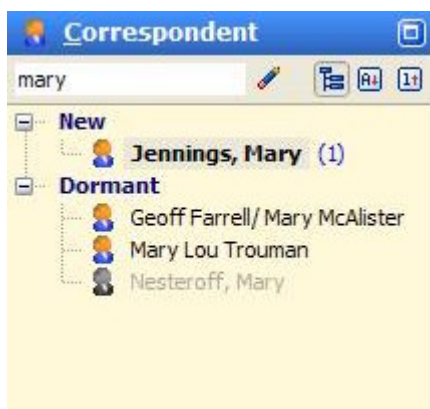 Correspondent
mary
New
Jennings, Mary (1)
Dormant
Geoff Farrell/ Mary McAlister
Mary Lou Trouman
Nesteroff, Mary